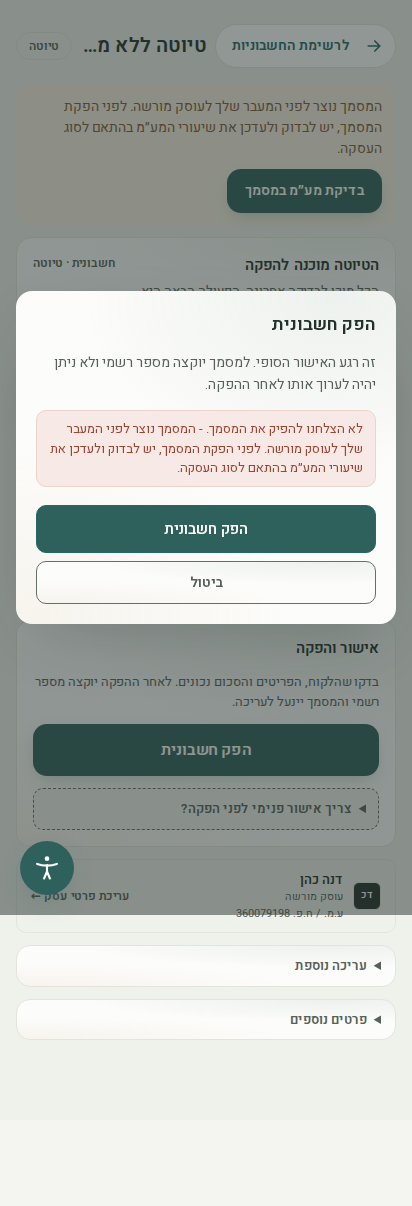 לרשימת החשבוניות
טיוטה ללא מ...
טיוטה
המסמך נוצר לפני המעבר שלך לעוסק מורשה. לפני הפקת
המסמך, יש לבדוק ולעדכן את שיעורי המע״מ בהתאם לסוג
העסקה.
בדיקת מע״מ במסמך
הטיוטה מוכנה להפקה
חשבונית · טיוטה
הפק חשבונית
זה רגע האישור הסופי. למסמך יוקצה מספר רשמי ולא ניתן
יהיה לערוך אותו לאחר ההפקה.
לא הצלחנו להפיק את המסמך. - המסמך נוצר לפני המעבר
שלך לעוסק מורשה. לפני הפקת המסמך, יש לבדוק ולעדכן את
שיעורי המע״מ בהתאם לסוג העסקה.
הפק חשבונית
ביטול
אישור והפקה
בדקו שהלקוח, הפריטים והסכום נכונים. לאחר ההפקה יוקצה מספר
רשמי והמסמך יינעל לעריכה.
הפק חשבונית
צריך אישור פנימי לפני הפקה?
דכ
דנה כהן
עוסק מורשה
ע.מ. / ח.פ. 360079198
עריכת פרטי עסק ←
עריכה נוספת
פרטים נוספים